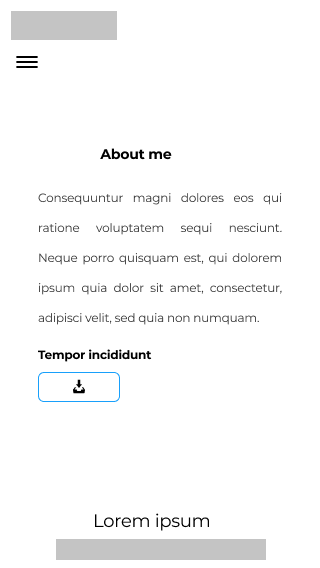 About me
Consequuntur magni dolores eos qui
ratione voluptatem sequi nesciunt.
Neque porro quisquam est, qui dolorem
ipsum quia dolor sit amet, consectetur,
adipisci velit, sed quia non numquam.
Tempor incididunt
Lorem ipsum